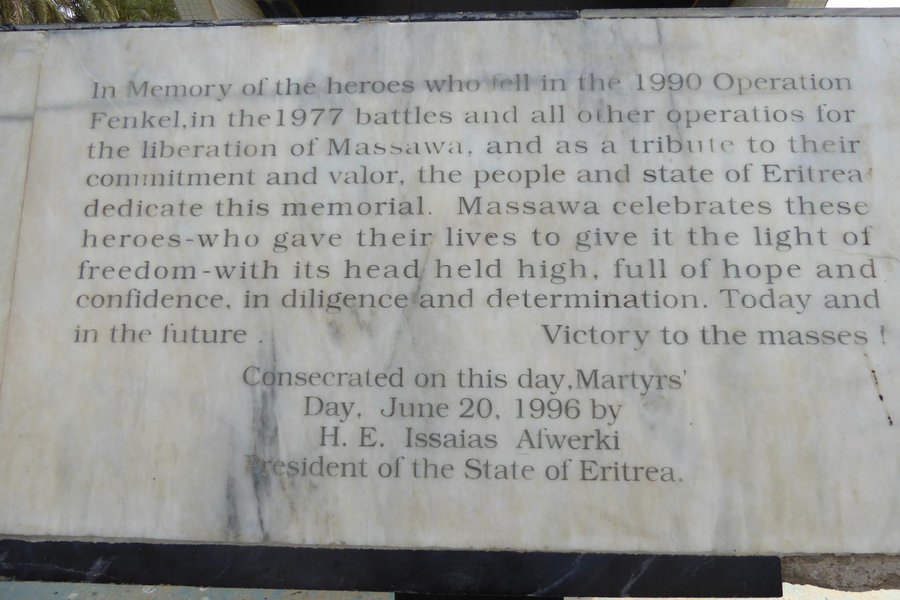 In Memory of the heroes who fell in the 1990 Operation
Fenkel,in the1977 battles and all other operatios for
the liberation of Massawa, and as a tribute to their
commitment and valor, the people and state of Eritrea
dedicate this memorial. Massawa celebrates these
heroes-who gave their lives to give it the light of
freedom-with its head held high, full of hope and
confidence, in diligence and determination. Today and
in the future . Victory to the masses !
Consecrated on this day,Martyrs'
Day, June 20, 1996 by
H. E. Issaias Afwerki
President of the State of Eritrea.